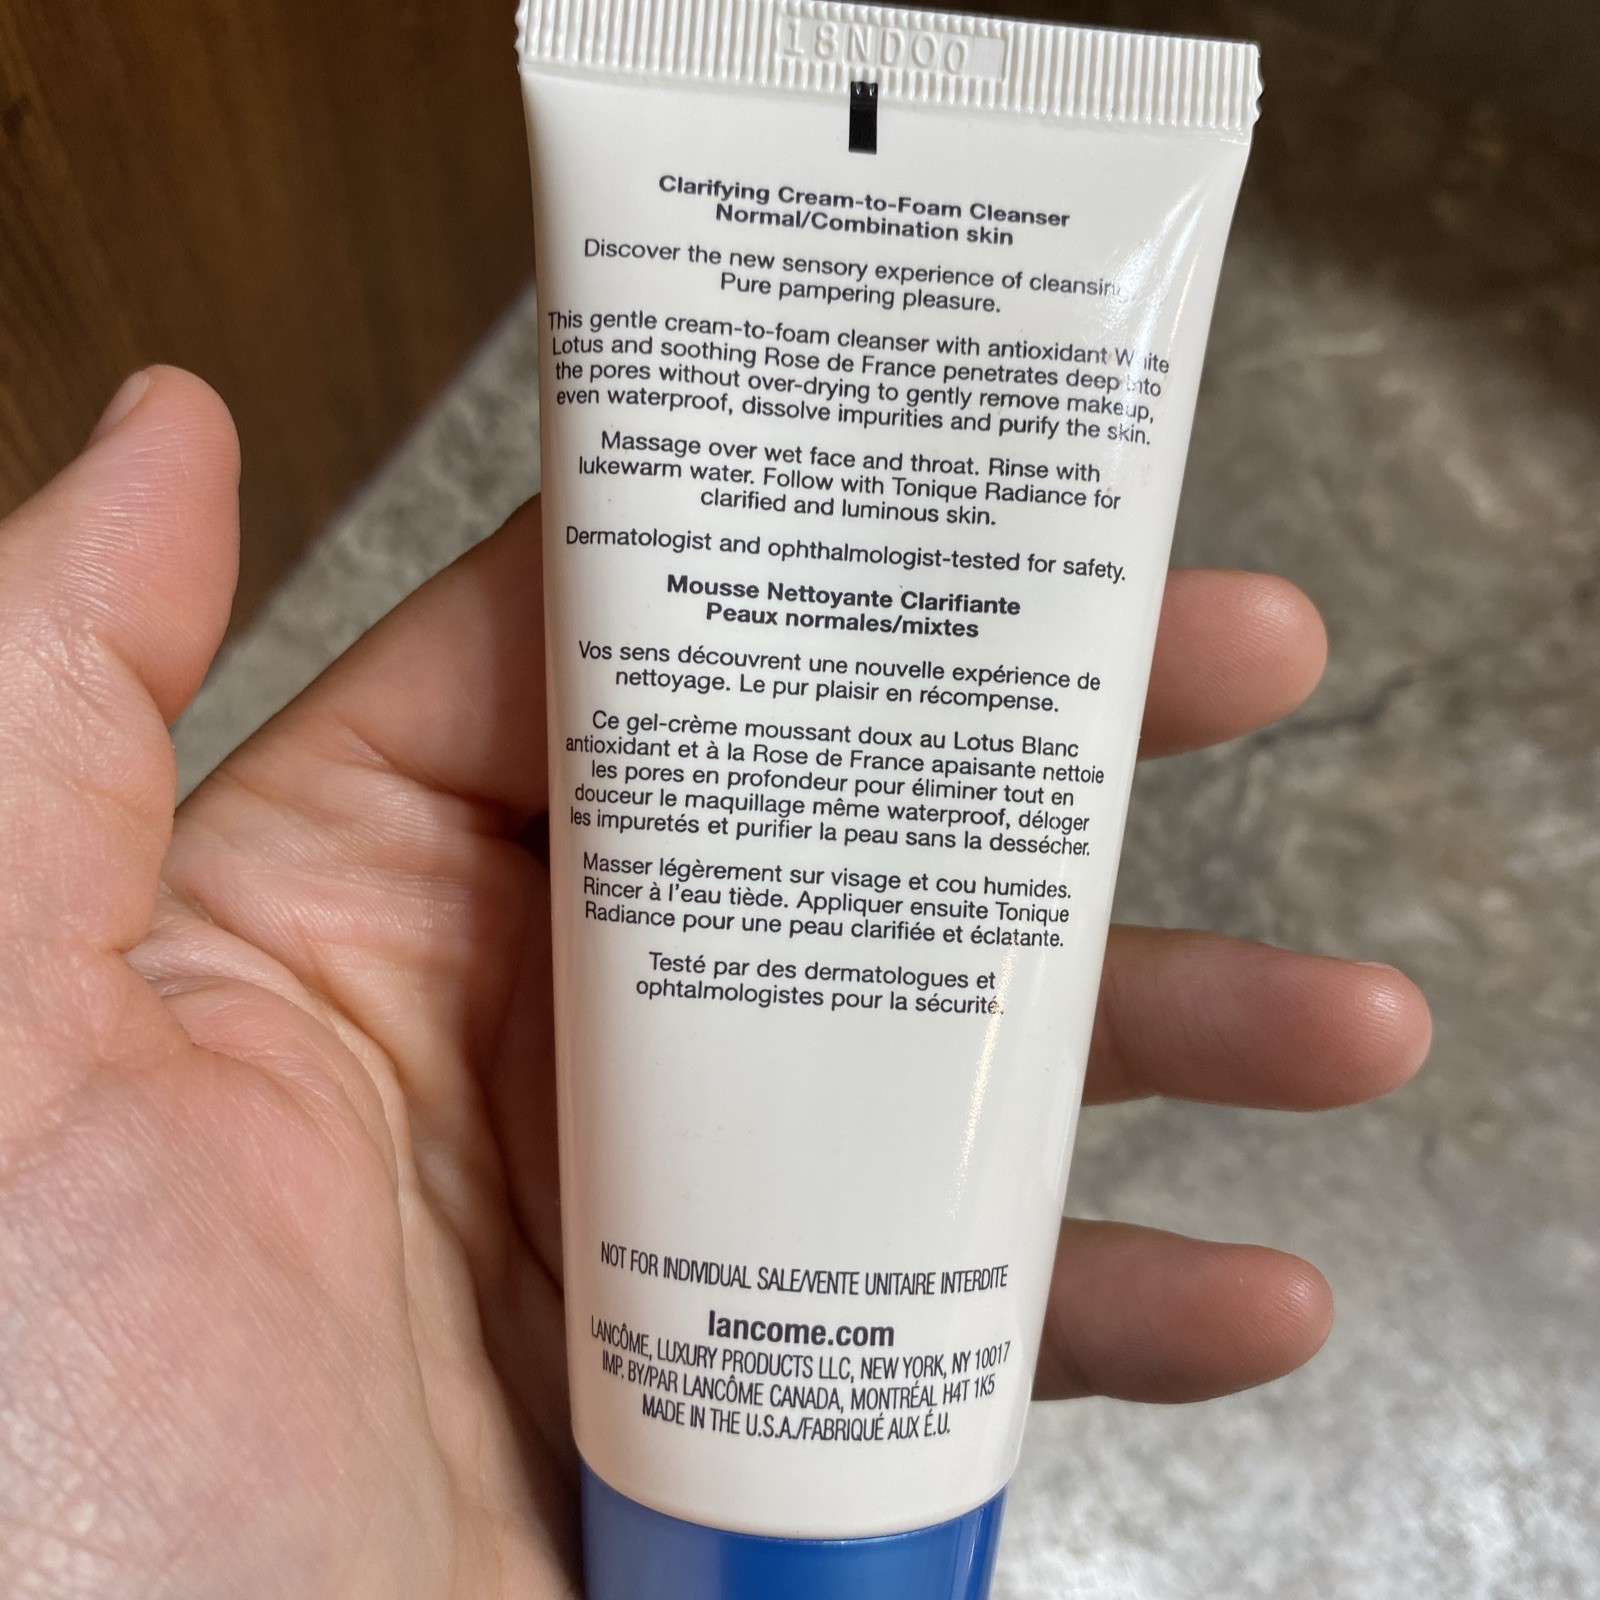 18ND00
Clarifying Cream-to-Foam Cleanser
Normal/Combination skin
Discover the new sensory experience of cleansing.
Pure pampering pleasure.
This gentle cream-to-foam cleanser with antioxidant White
Lotus and soothing Rose de France penetrates deep into
the pores without over-drying to gently remove makeup,
even waterproof, dissolve impurities and purify the skin.
Massage over wet face and throat. Rinse with
lukewarm water. Follow with Tonique Radiance for
clarified and luminous skin.
Dermatologist and ophthalmologist-tested for safety.
Mousse Nettoyante Clarifiante
Peaux normales/mixtes
Vos sens découvrent une nouvelle expérience de
nettoyage. Le pur plaisir en récompense.
Ce gel-crème moussant doux au Lotus Blanc
antioxidant et à la Rose de France apaisante nettoie
les pores en profondeur pour éliminer tout en
douceur le maquillage même waterproof, déloger
les impuretés et purifier la peau sans la dessécher.
Masser légèrement sur visage et cou humides.
Rincer à l'eau tiède. Appliquer ensuite Tonique
Radiance pour une peau clarifiée et éclatante.
Testé par des dermatologues et
ophtalmologistes pour la sécurité.
NOT FOR INDIVIDUAL SALE/VENTE UNITAIRE INTERDITE
lancome.com
LANCÔME, LUXURY PRODUCTS LLC, NEW YORK, NY 10017
IMP. BY/PAR LANCÔME CANADA, MONTRÉAL H4T 1K5
MADE IN THE U.S.A./FABRIQUÉ AUX É.U.